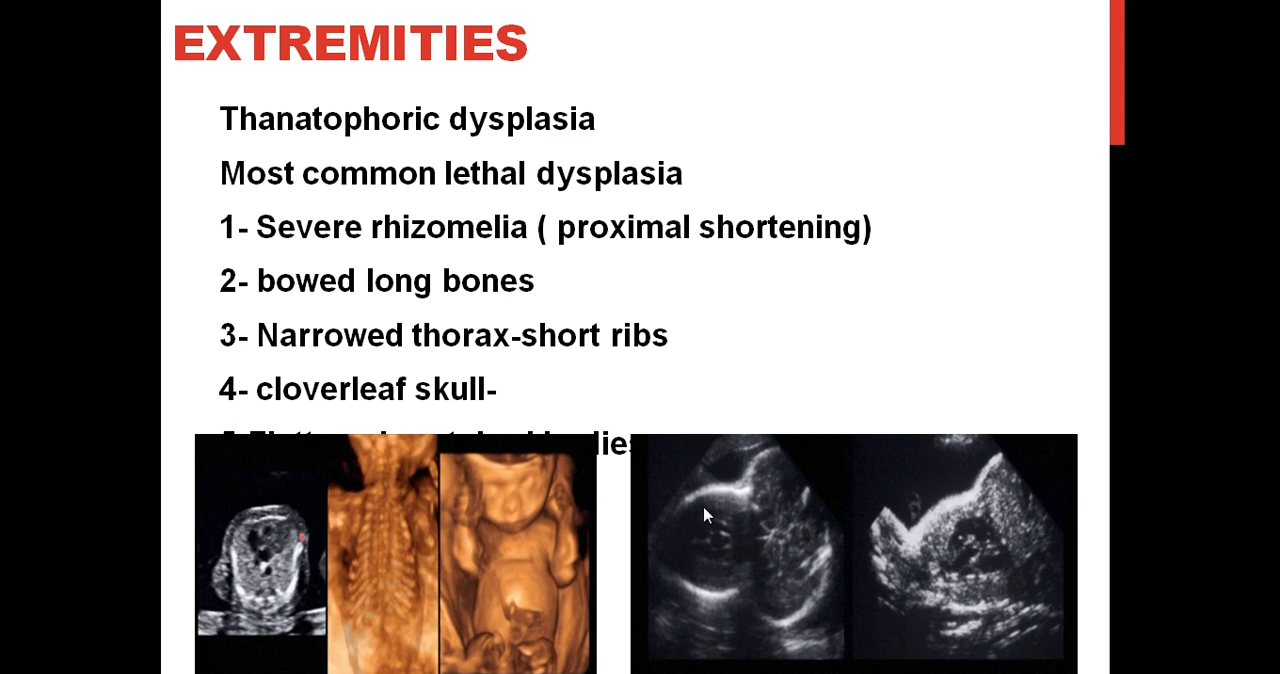 EXTREMITIES
Thanatophoric dysplasia
Most common lethal dysplasia
1- Severe rhizomelia ( proximal shortening)
2- bowed long bones
3- Narrowed thorax-short ribs
4- cloverleaf skull-